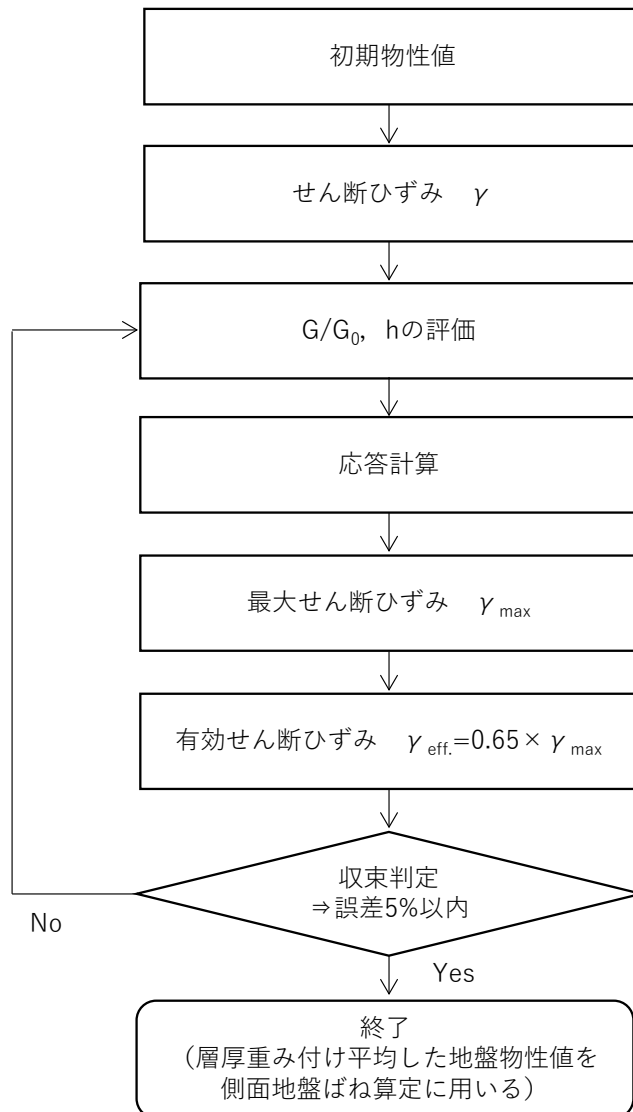 初期物性値
せん断ひずみ　γ
G/G₀，hの評価
応答計算
最大せん断ひずみ　γ max
有効せん断ひずみ　γ eff.=0.65×γ max
収束判定
⇒誤差5%以内
No
Yes
終了
（層厚重み付け平均した地盤物性値を
側面地盤ばね算定に用いる）